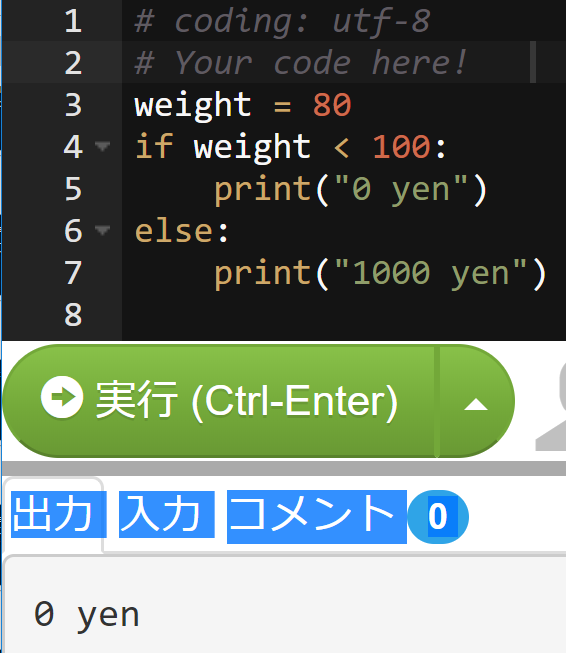 1 # coding: utf-8
2 # Your code here!
3 weight = 80
4 if weight < 100:
5     print("0 yen")
6 else:
7     print("1000 yen")
8
実行 (Ctrl-Enter)
出力 入力 コメント 0
0 yen